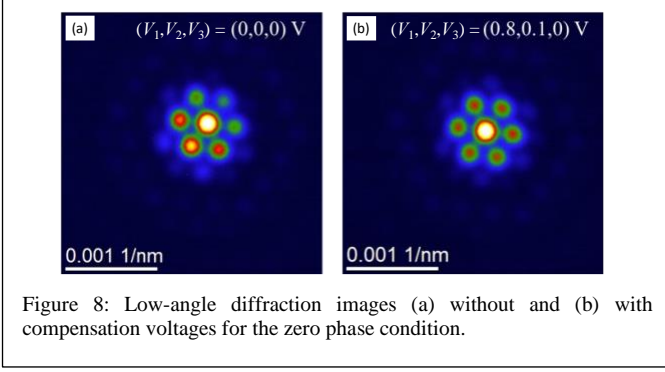 (a) (V₁,V₂,V₃) = (0,0,0) V
(b) (V₁,V₂,V₃) = (0.8,0.1,0) V
0.001 1/nm
0.001 1/nm
Figure 8: Low-angle diffraction images (a) without and (b) with
compensation voltages for the zero phase condition.